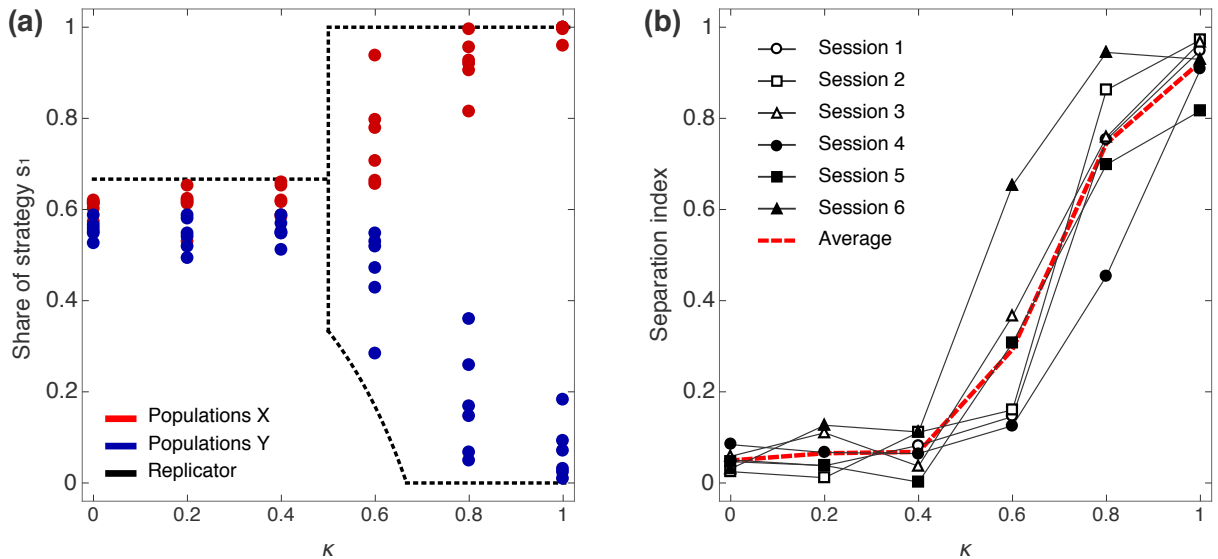 (a)
Share of strategy s1
1
0.8
0.6
0.4
0.2
0
0
0.2
0.4
0.6
0.8
1
κ
Populations X
Populations Y
Replicator
(b)
Separation index
1
0.8
0.6
0.4
0.2
0
0
0.2
0.4
0.6
0.8
1
κ
Session 1
Session 2
Session 3
Session 4
Session 5
Session 6
Average